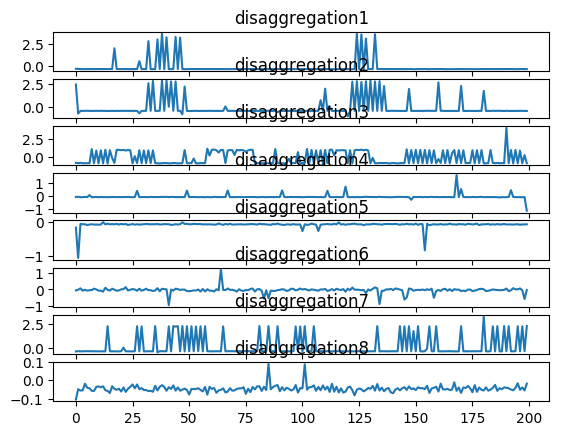 disaggregation1
2.5
0.0
disaggregation2
2.5
0.0
disaggregation3
2.5
0.0
disaggregation4
1
0
−1
disaggregation5
0
−1
disaggregation6
1
0
−1
disaggregation7
2.5
0.0
disaggregation8
0.1
0.0
−0.1
0 25 50 75 100 125 150 175 200